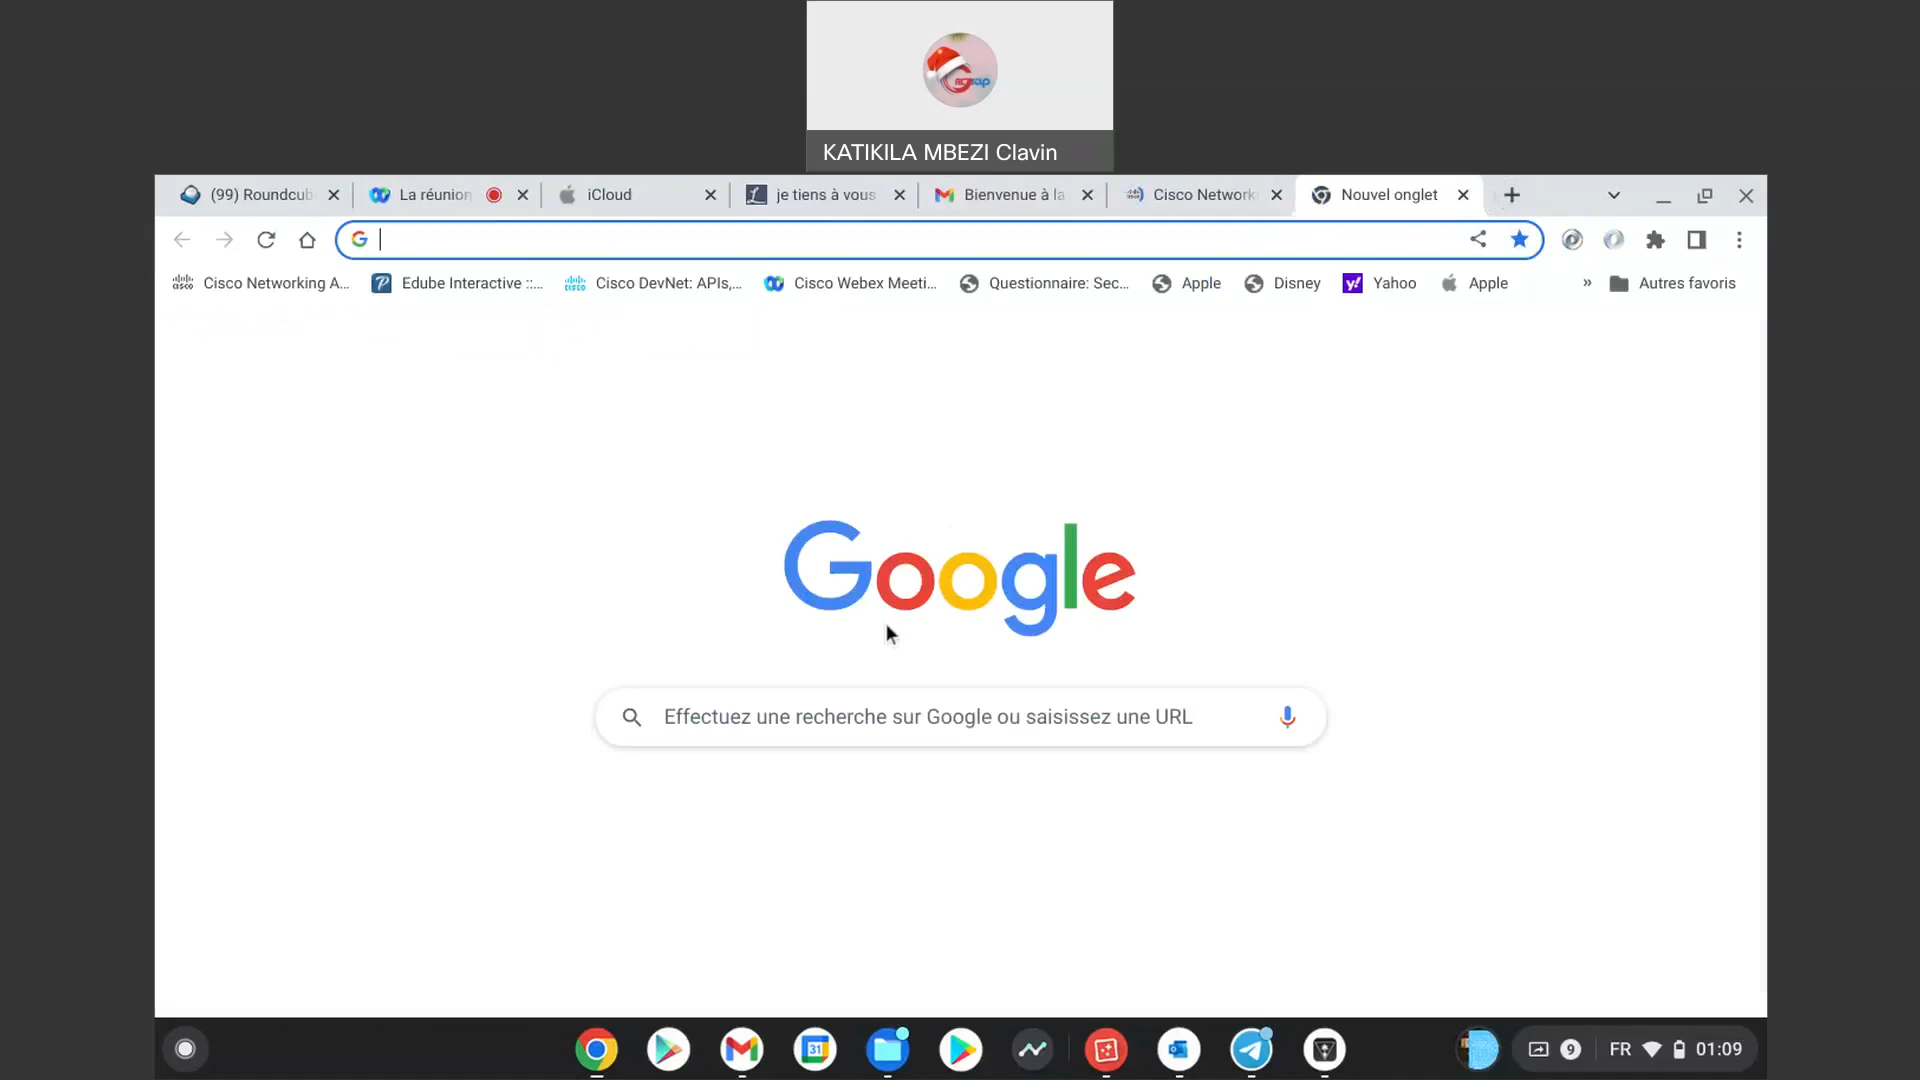 KATIKILA MBEZI Clavin
(99) Roundcub
La réunion
iCloud
je tiens à vous
Bienvenue à la
Cisco Network
Nouvel onglet
Cisco Networking A...
Edube Interactive ::...
Cisco DevNet: APIs,...
Cisco Webex Meeti...
Questionnaire: Sec...
Apple
Disney
Yahoo
Apple
»
Autres favoris
Google
Effectuez une recherche sur Google ou saisissez une URL
31
9
FR
01:09